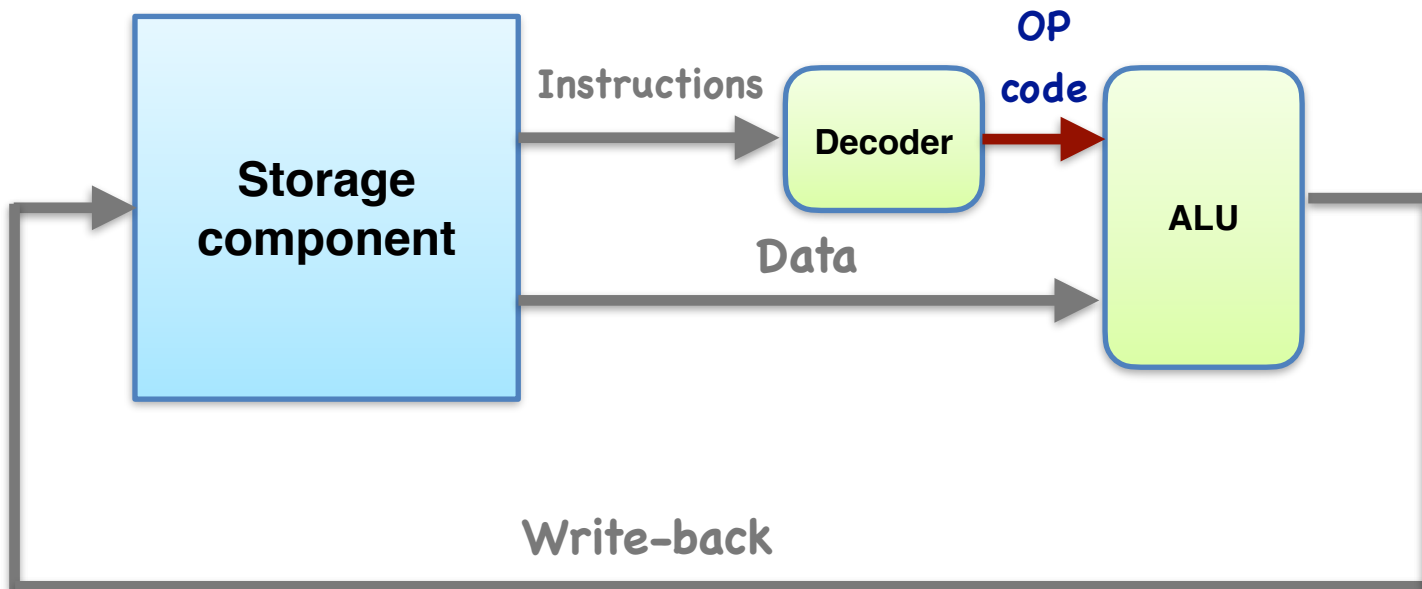 OP
code
Instructions
Decoder
Storage
component
ALU
Data
Write-back